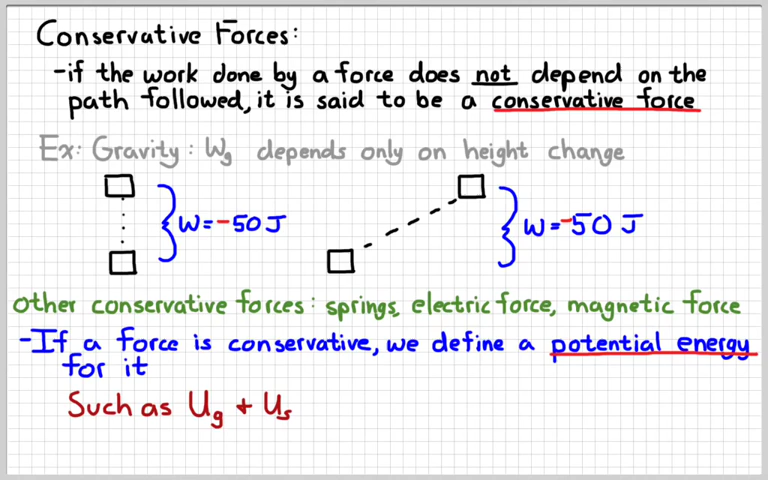 Conservative Forces:
-if the work done by a force does not depend on the
path followed, it is said to be a conservative force
Ex: Gravity: Wg depends only on height change
W=-50J W=-50J
other conservative forces: springs, electric force, magnetic force
-If a force is conservative, we define a potential energy
for it
Such as Ug + Us